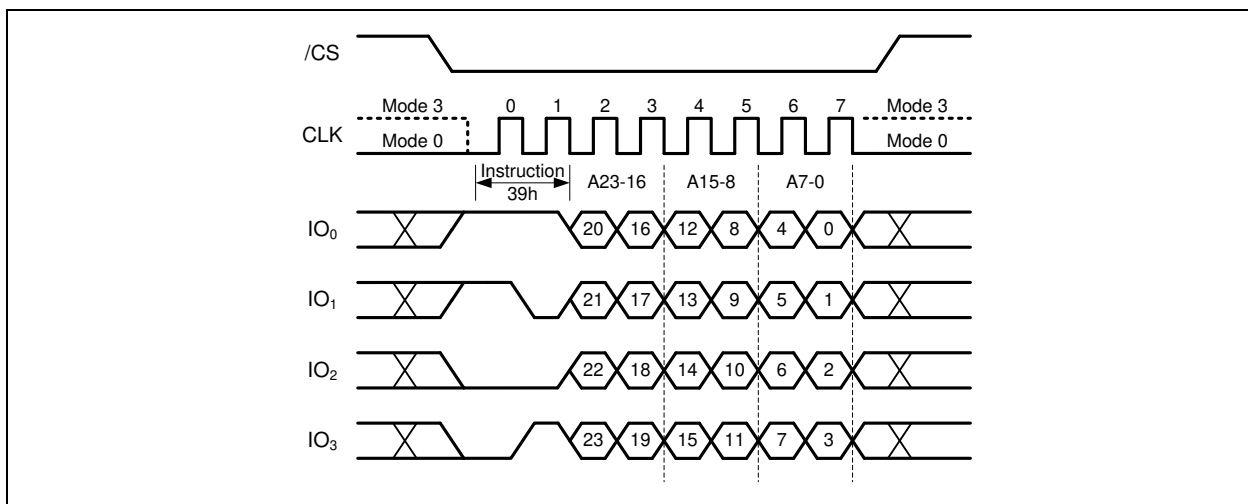 /CS
Mode 3 0 1 2 3 4 5 6 7 Mode 3
CLK
Mode 0 Mode 0
Instruction
39h A23-16 A15-8 A7-0
IO₀ 20 16 12 8 4 0
IO₁ 21 17 13 9 5 1
IO₂ 22 18 14 10 6 2
IO₃ 23 19 15 11 7 3